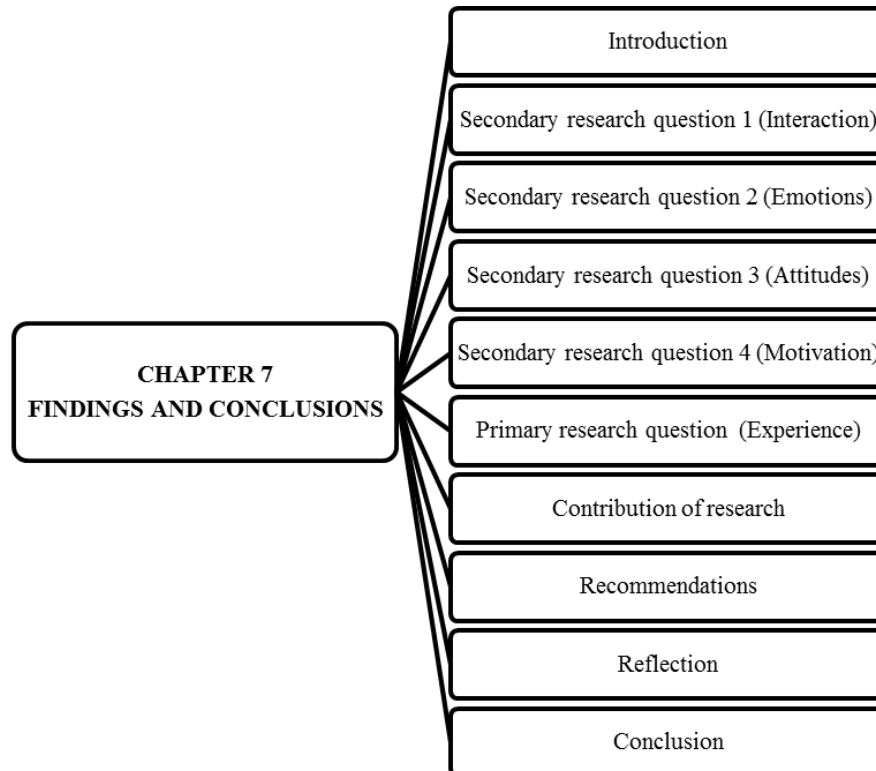 Introduction
Secondary research question 1 (Interaction)
Secondary research question 2 (Emotions)
Secondary research question 3 (Attitudes)
CHAPTER 7
FINDINGS AND CONCLUSIONS
Secondary research question 4 (Motivation)
Primary research question (Experience)
Contribution of research
Recommendations
Reflection
Conclusion